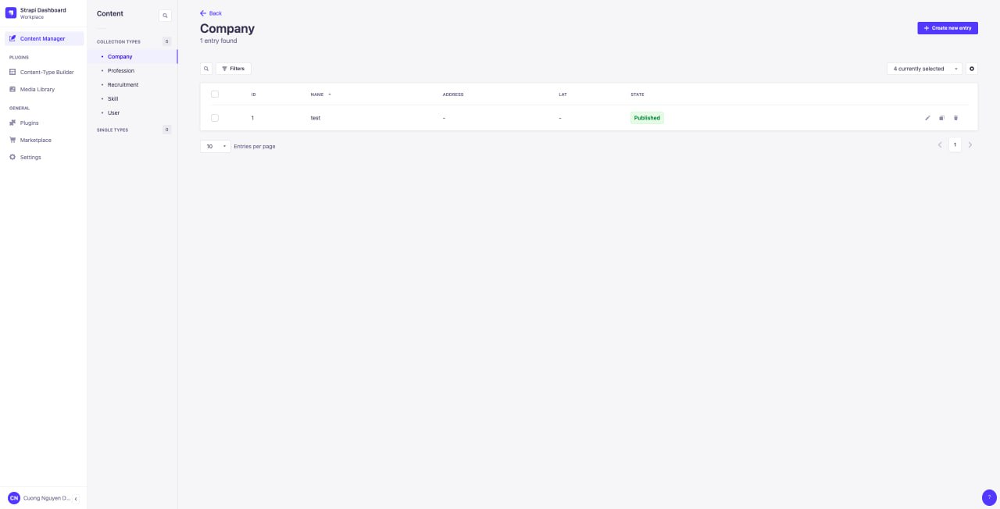 Strapi Dashboard
Workplace
Content Manager
PLUGINS
Content-Type Builder
Media Library
GENERAL
Plugins
Marketplace
Settings
CN Cuong Nguyen D...
Content
COLLECTION TYPES 5
Company
Profession
Recruitment
Skill
User
SINGLE TYPES 0
Back
Company
1 entry found
Create new entry
Filters
4 currently selected
ID NAME ADDRESS LAT STATE
1 test - - Published
10 Entries per page
1
?